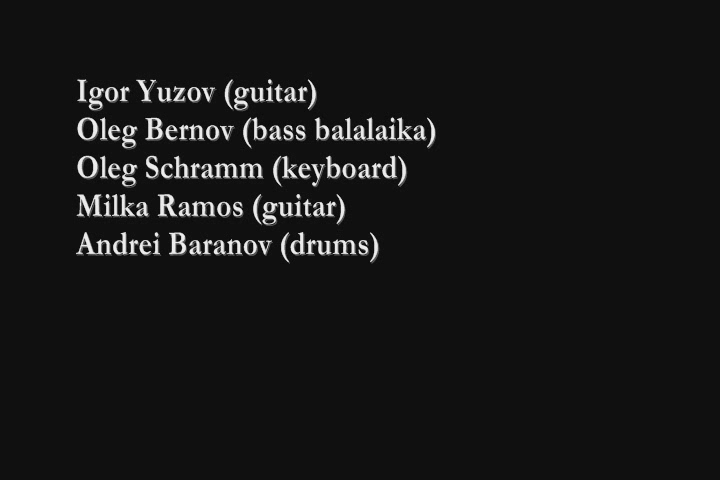 Igor Yuzov (guitar)
Oleg Bernov (bass balalaika)
Oleg Schramm (keyboard)
Milka Ramos (guitar)
Andrei Baranov (drums)